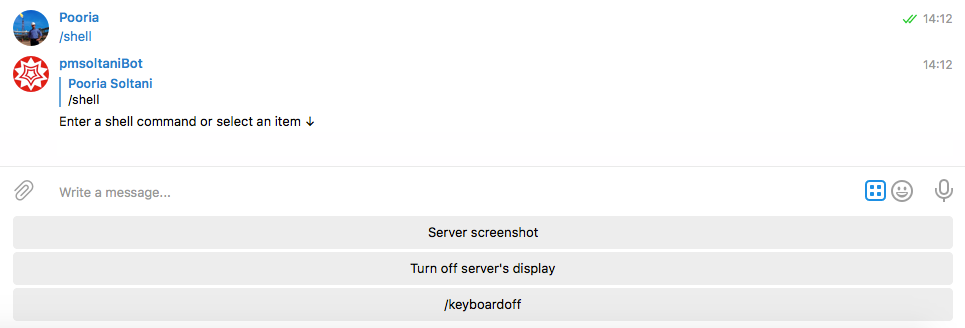 Pooria 14:12
/shell
pmsoltaniBot 14:12
Pooria Soltani
/shell
Enter a shell command or select an item ↓
Write a message...
Server screenshot
Turn off server's display
/keyboardoff